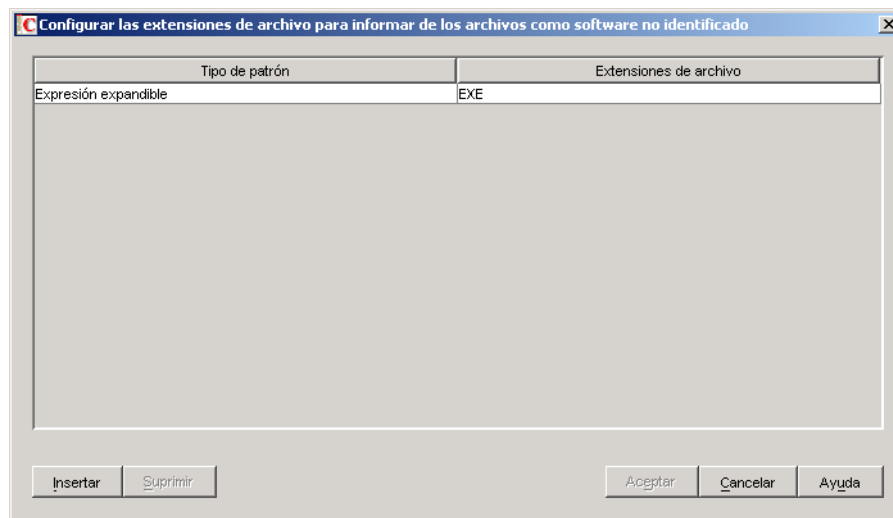 Configurar las extensiones de archivo para informar de los archivos como software no identificado
Tipo de patrón Extensiones de archivo
Expresión expandible EXE
Insertar Suprimir Aceptar Cancelar Ayuda